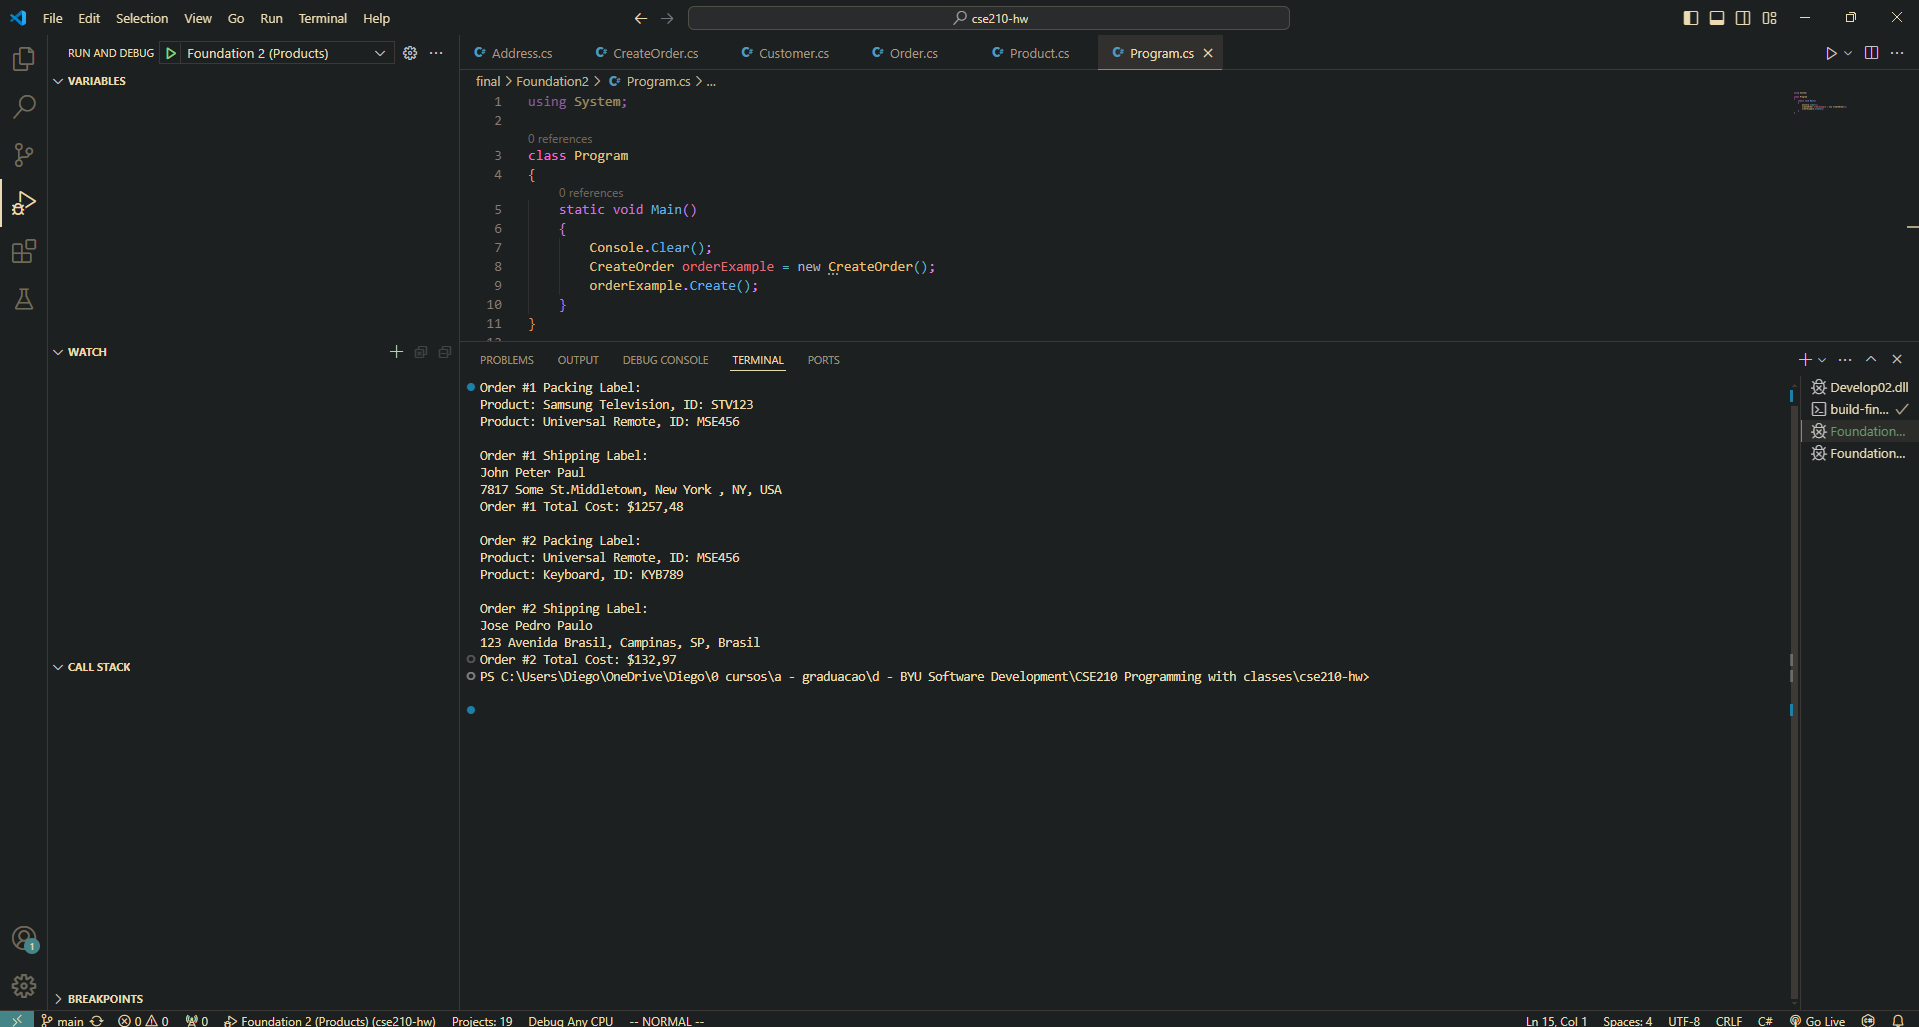 File Edit Selection View Go Run Terminal Help
cse210-hw
RUN AND DEBUG Foundation 2 (Products)
VARIABLES
WATCH
CALL STACK
BREAKPOINTS
1
Address.cs CreateOrder.cs Customer.cs Order.cs Product.cs Program.cs
final > Foundation2 > Program.cs > ...
1 using System;
2
0 references
3 class Program
4 {
0 references
5 static void Main()
6 {
7 Console.Clear();
8 CreateOrder orderExample = new CreateOrder();
9 orderExample.Create();
10 }
11 }
PROBLEMS OUTPUT DEBUG CONSOLE TERMINAL PORTS
Order #1 Packing Label:
Product: Samsung Television, ID: STV123
Product: Universal Remote, ID: MSE456
Order #1 Shipping Label:
John Peter Paul
7817 Some St.Middletown, New York , NY, USA
Order #1 Total Cost: $1257,48
Order #2 Packing Label:
Product: Universal Remote, ID: MSE456
Product: Keyboard, ID: KYB789
Order #2 Shipping Label:
Jose Pedro Paulo
123 Avenida Brasil, Campinas, SP, Brasil
Order #2 Total Cost: $132,97
PS C:\Users\Diego\OneDrive\Diego\0 cursos\a - graduacao\d - BYU Software Development\CSE210 Programming with classes\cse210-hw>
Develop02.dll
build-fin...
Foundation...
Foundation...
main 0 0 0 Foundation 2 (Products) (cse210-hw) Projects: 19 Debug Any CPU -- NORMAL -- Ln 15, Col 1 Spaces: 4 UTF-8 CRLF C# Go Live